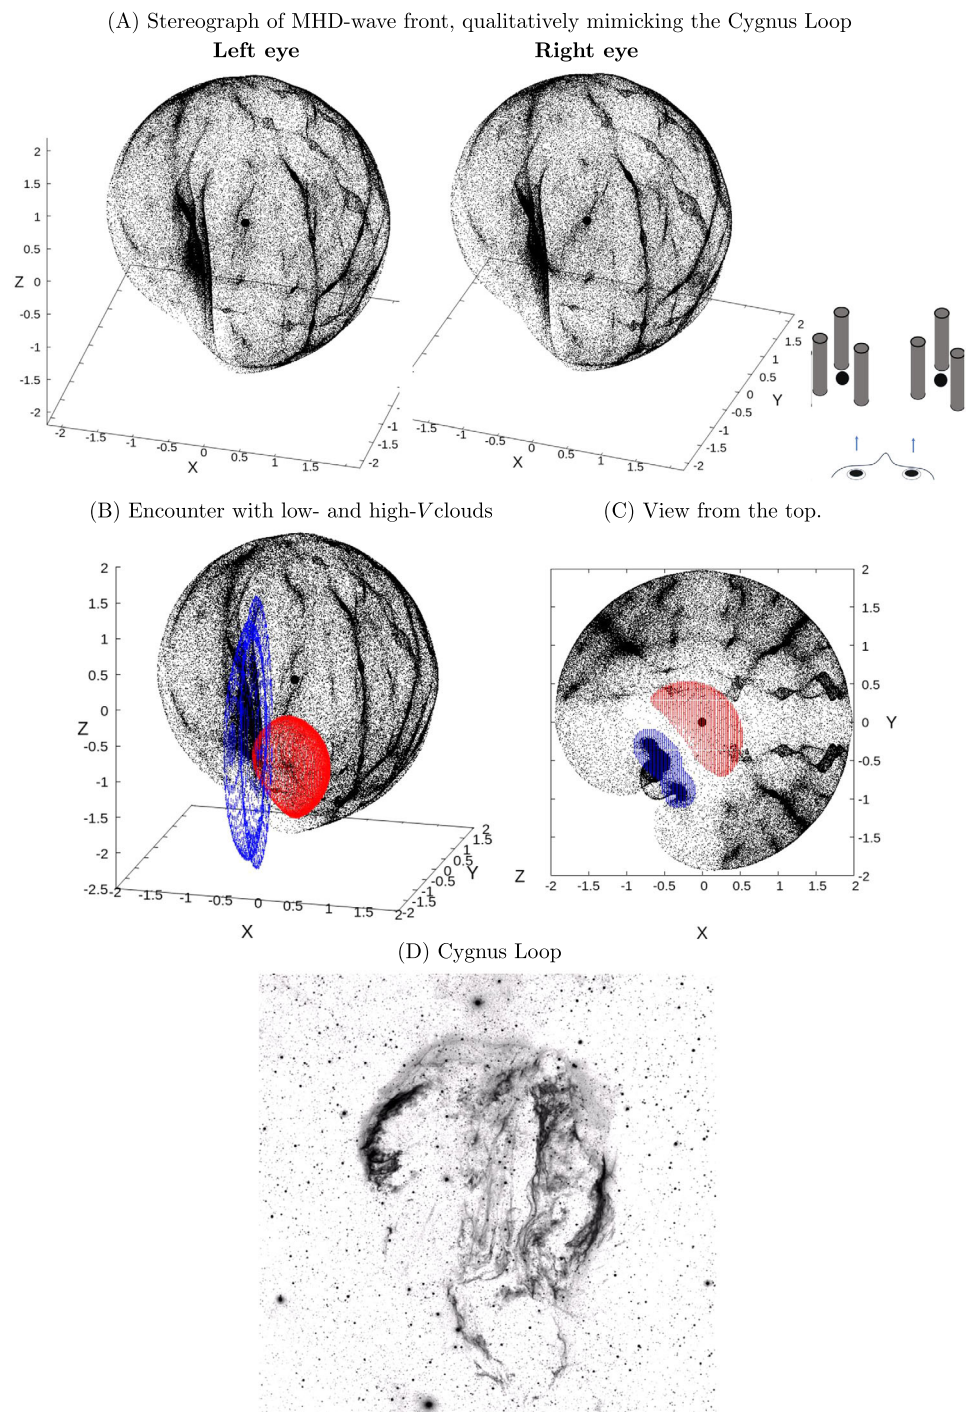 (A) Stereograph of MHD-wave front, qualitatively mimicking the Cygnus Loop
Left eye Right eye
2
1.5
1
0.5
Z 0
-0.5
-1
-1.5
-2
-2 -1.5 -1 -0.5 0 0.5 1 1.5 2
X
-2 -1.5 -1
-1.5 -1 -0.5 0 0.5 1 1.5 2
X
-2 -1.5 -1 -0.5 0 0.5 1 1.5 2
Y
(B) Encounter with low- and high-V clouds
2
1.5
1
0.5
0
Z
-0.5
-1
-1.5
-2
-2.5
-2 -1.5 -1 -0.5 0 0.5 1 1.5 2
X
-2 -1.5 -1 -0.5 0 0.5 1 1.5 2
Y
(C) View from the top.
2
1.5
1
0.5
0 Y
-0.5
-1
-1.5
-2
Z
-2 -1.5 -1 -0.5 0 0.5 1 1.5 2
X
(D) Cygnus Loop